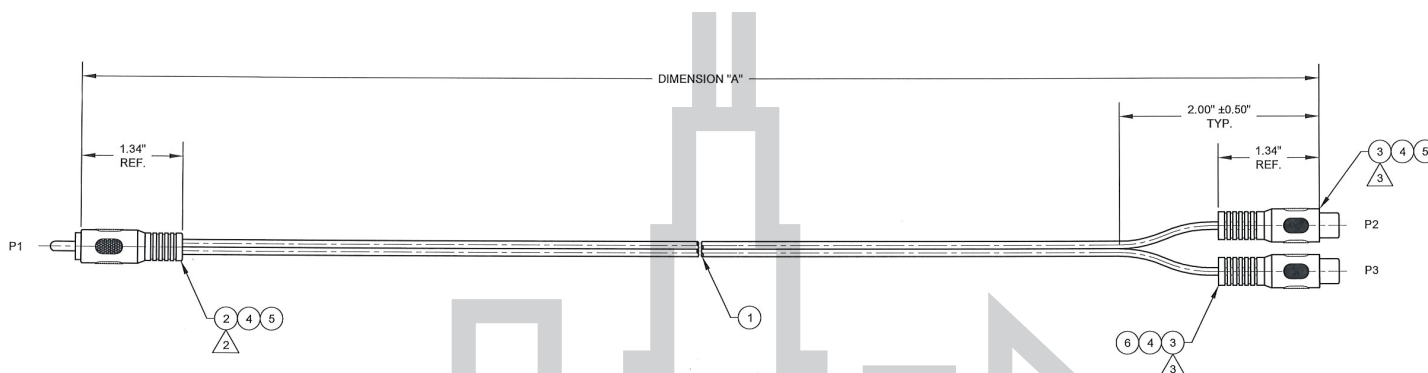 DIMENSION "A"
2.00" ±0.50"
TYP.
1.34"
REF.
1.34"
REF.
3 4 5
3
P1
P2
P3
2 4 5
2
1
6 4 3
3